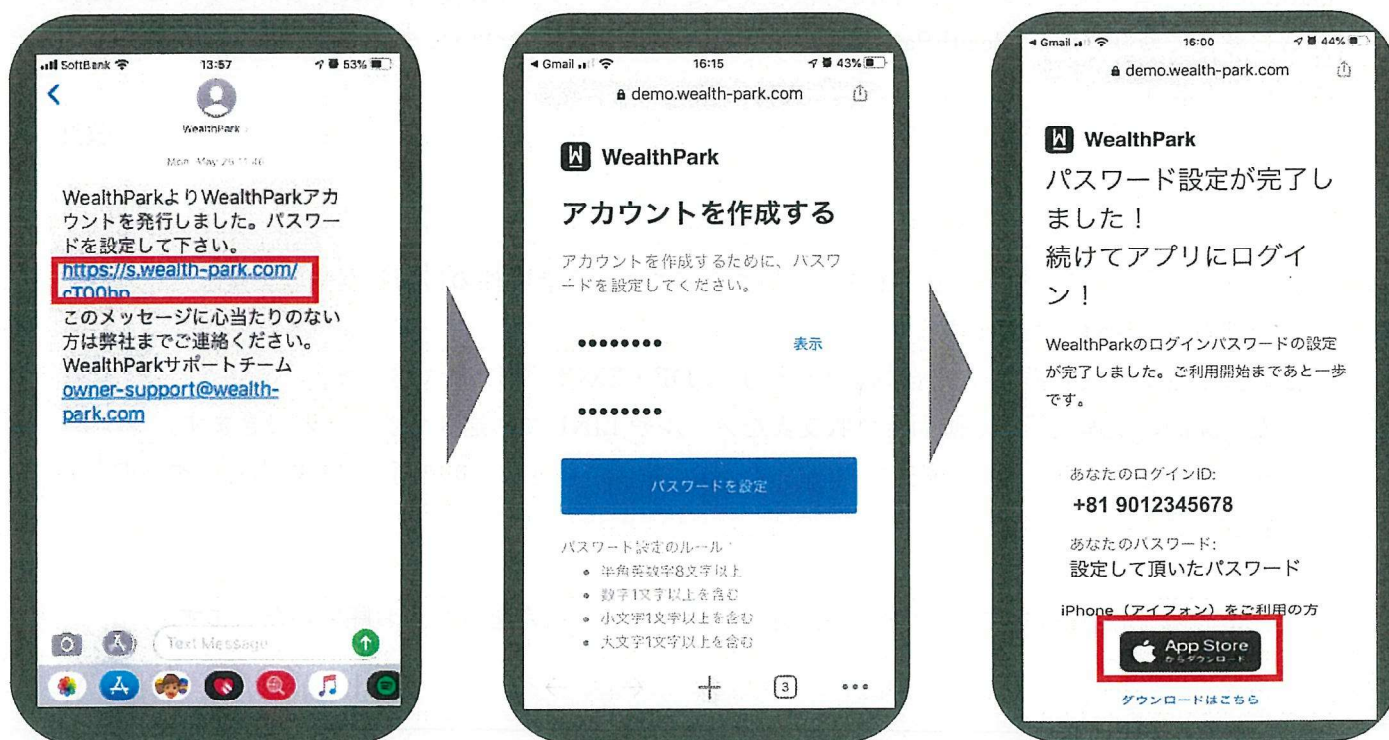 SoftBank 13:57 53%
WealthPark
Mon, May 25 11:46
WealthParkよりWealthParkアカ
ウントを発行しました。パスワー
ドを設定して下さい。
https://s.wealth-park.com/
このメッセージに心当たりのない
方は弊社までご連絡ください。
WealthParkサポートチーム
owner-support@wealth-
park.com
Text Message
Gmail 16:15 43%
demo.wealth-park.com
WealthPark
アカウントを作成する
アカウントを作成するために、パスワ
ードを設定してください。
●●●●●●●● 表示
●●●●●●●●
パスワードを設定
パスワード設定のルール:
• 半角英数字8文字以上
• 数字1文字以上を含む
• 小文字1文字以上を含む
• 大文字1文字以上を含む
3
Gmail 16:00 44%
demo.wealth-park.com
WealthPark
パスワード設定が完了し
ました！
続けてアプリにログイ
ン！
WealthParkのログインパスワードの設定
が完了しました。ご利用開始まであと一歩
です。
あなたのログインID:
+81 9012345678
あなたのパスワード:
設定して頂いたパスワード
iPhone（アイフォン）をご利用の方
App Store
からダウンロード
ダウンロードはこちら